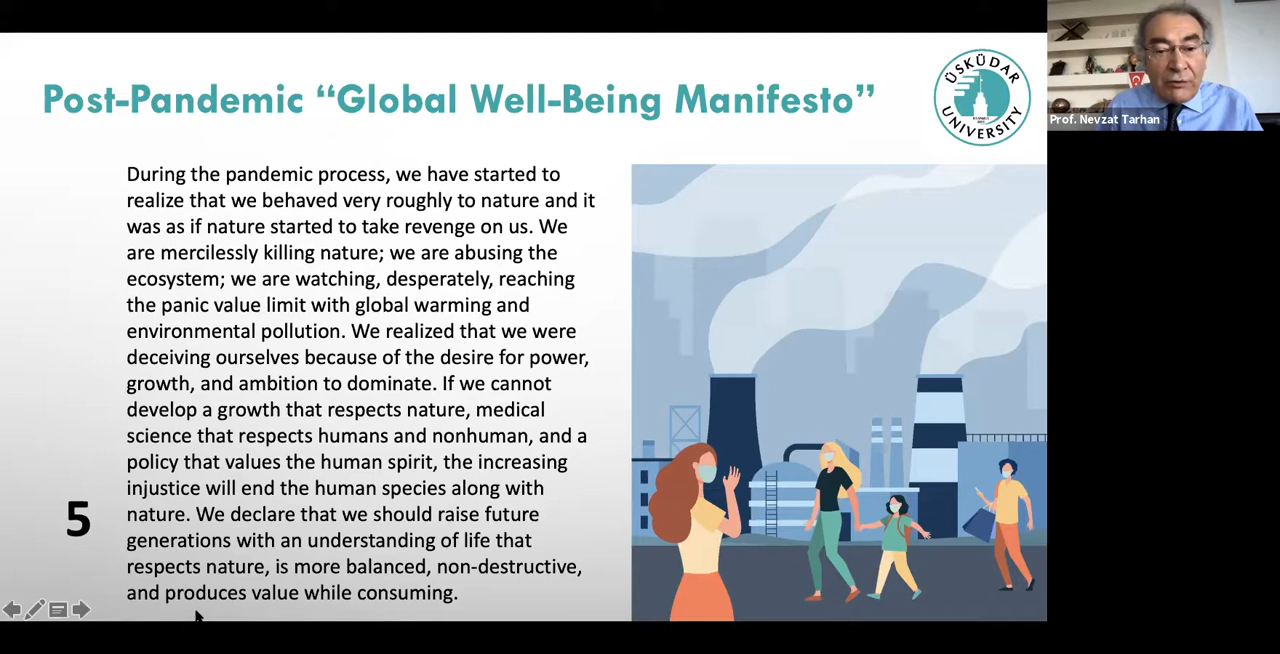 Post-Pandemic “Global Well-Being Manifesto”
ÜSKÜDAR
UNIVERSITY
Prof. Nevzat Tarhan
During the pandemic process, we have started to
realize that we behaved very roughly to nature and it
was as if nature started to take revenge on us. We
are mercilessly killing nature; we are abusing the
ecosystem; we are watching, desperately, reaching
the panic value limit with global warming and
environmental pollution. We realized that we were
deceiving ourselves because of the desire for power,
growth, and ambition to dominate. If we cannot
develop a growth that respects nature, medical
science that respects humans and nonhuman, and a
policy that values the human spirit, the increasing
injustice will end the human species along with
nature. We declare that we should raise future
generations with an understanding of life that
respects nature, is more balanced, non-destructive,
and produces value while consuming.
5